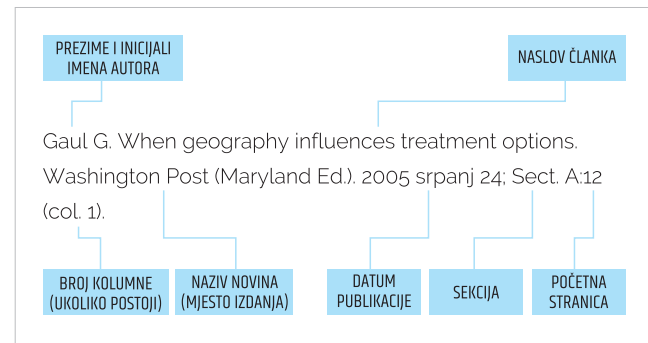 PREZIME I INICIJALI
IMENA AUTORA
NASLOV ČLANKA
Gaul G. When geography influences treatment options.
Washington Post (Maryland Ed.). 2005 srpanj 24; Sect. A:12
(col. 1).
BROJ KOLUMNE
(UKOLIKO POSTOJI)
NAZIV NOVINA
(MJESTO IZDANJA)
DATUM
PUBLIKACIJE
SEKCIJA
POČETNA
STRANICA